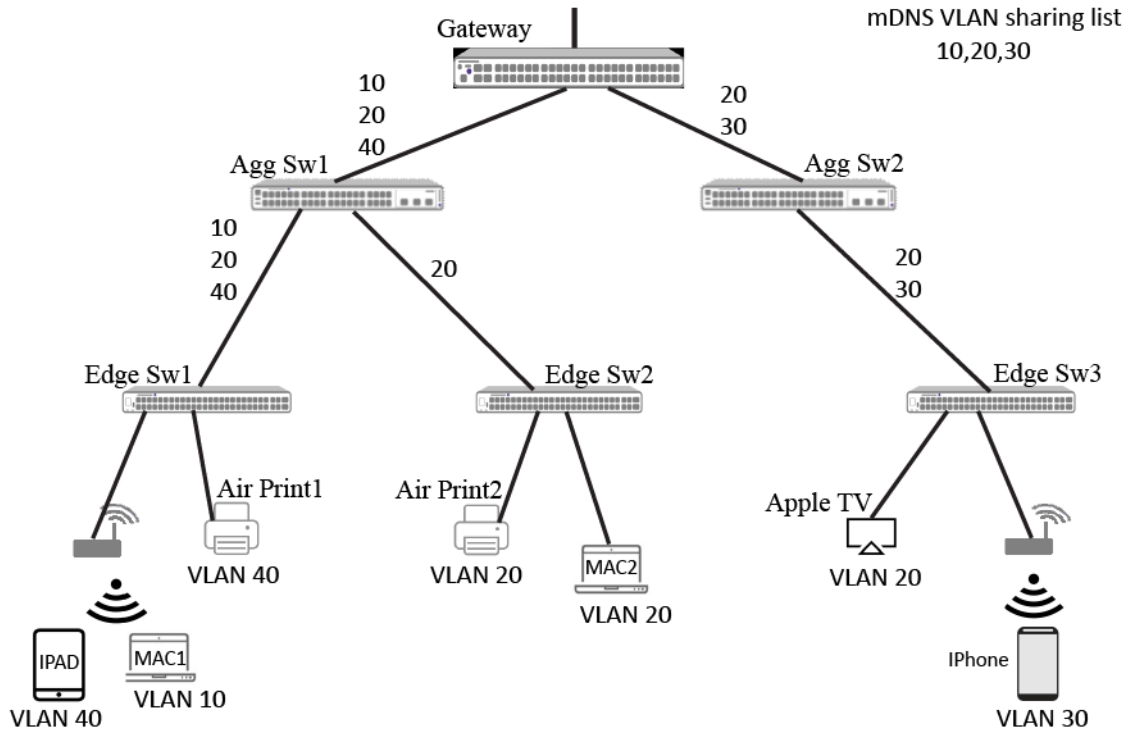 mDNS VLAN sharing list
10,20,30
Gateway
10
20
40
20
30
Agg Sw1
Agg Sw2
10
20
40
20
20
30
Edge Sw1
Edge Sw2
Edge Sw3
Air Print1
Air Print2
Apple TV
VLAN 40
VLAN 20
MAC2
VLAN 20
VLAN 20
IPAD
MAC1
IPhone
VLAN 40
VLAN 10
VLAN 30